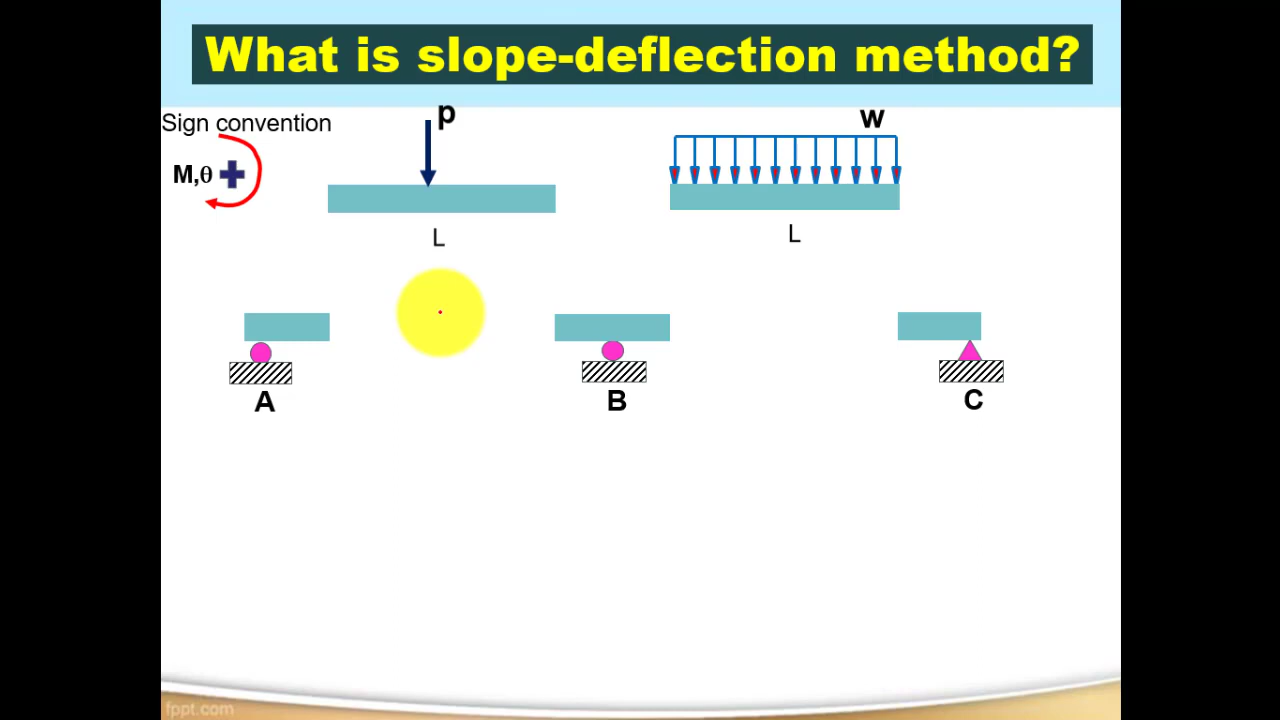 What is slope-deflection method?
Sign convention
M,θ
p
w
L
L
A
B
C
fppt.com